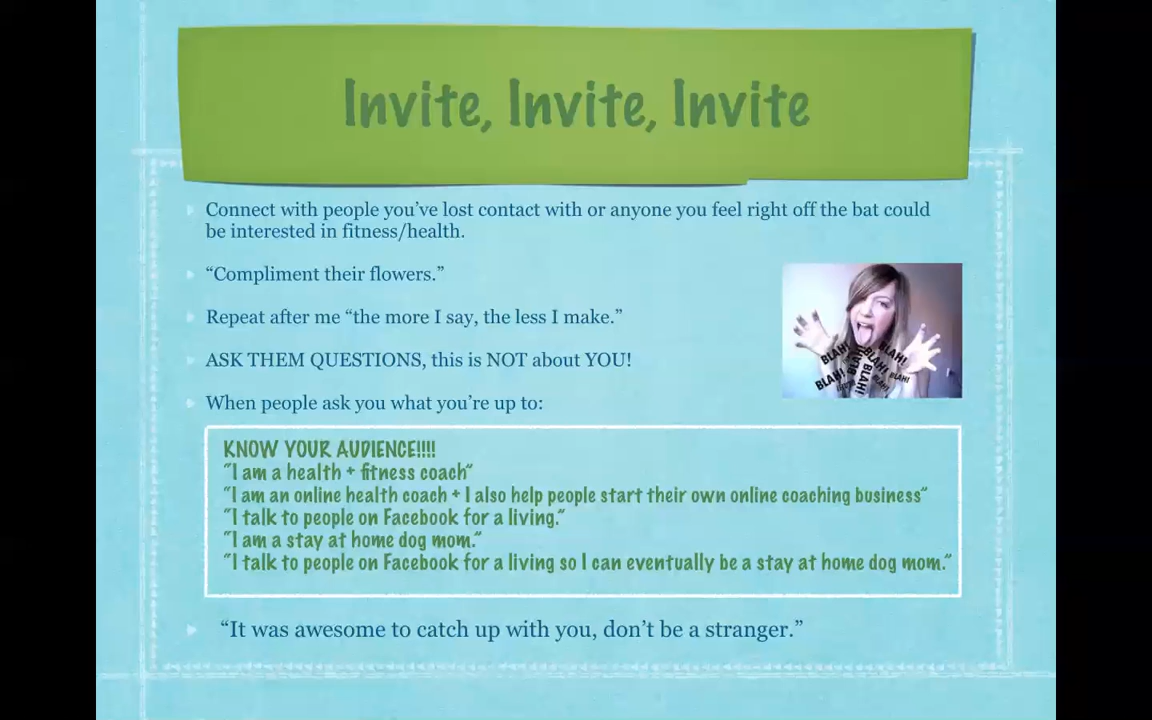 Invite, Invite, Invite
Connect with people you’ve lost contact with or anyone you feel right off the bat could
be interested in fitness/health.
“Compliment their flowers.”
Repeat after me “the more I say, the less I make.”
ASK THEM QUESTIONS, this is NOT about YOU!
When people ask you what you’re up to:
BLAH! BLAH!
BLAH! BLAH!
BLAH! BLAH!
KNOW YOUR AUDIENCE!!!!
“I am a health + fitness coach”
“I am an online health coach + I also help people start their own online coaching business”
“I talk to people on Facebook for a living.”
“I am a stay at home dog mom.”
“I talk to people on Facebook for a living so I can eventually be a stay at home dog mom.”
“It was awesome to catch up with you, don’t be a stranger.”